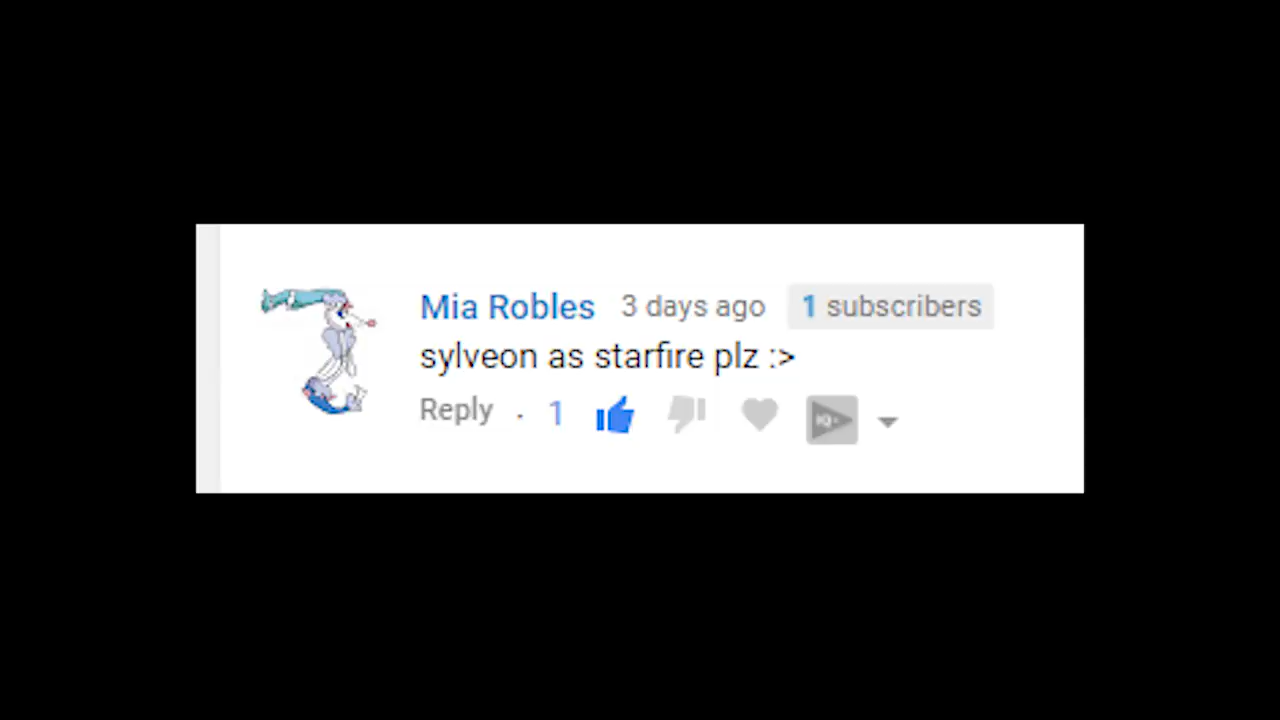 Mia Robles 3 days ago 1 subscribers
sylveon as starfire plz :>
Reply · 1